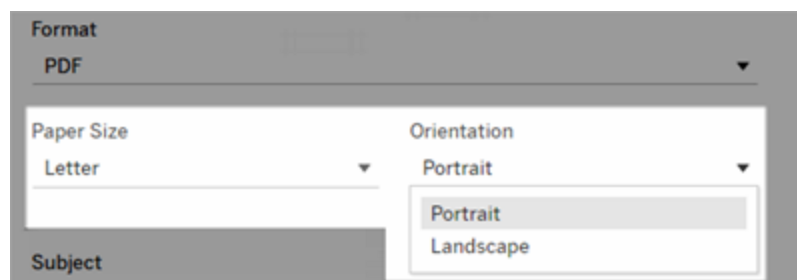 Format
PDF
Paper Size
Orientation
Letter
Portrait
Portrait
Landscape
Subject